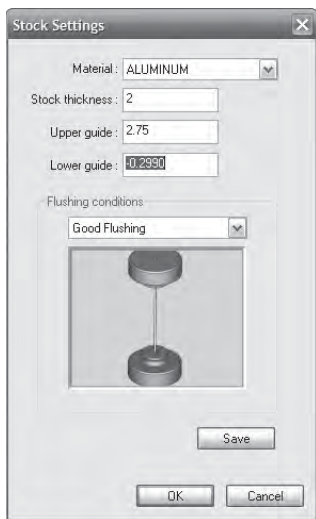 Stock Settings
Material : ALUMINUM
Stock thickness : 2
Upper guide : 2.75
Lower guide : -0.2990
Flushing conditions
Good Flushing
Save
OK Cancel